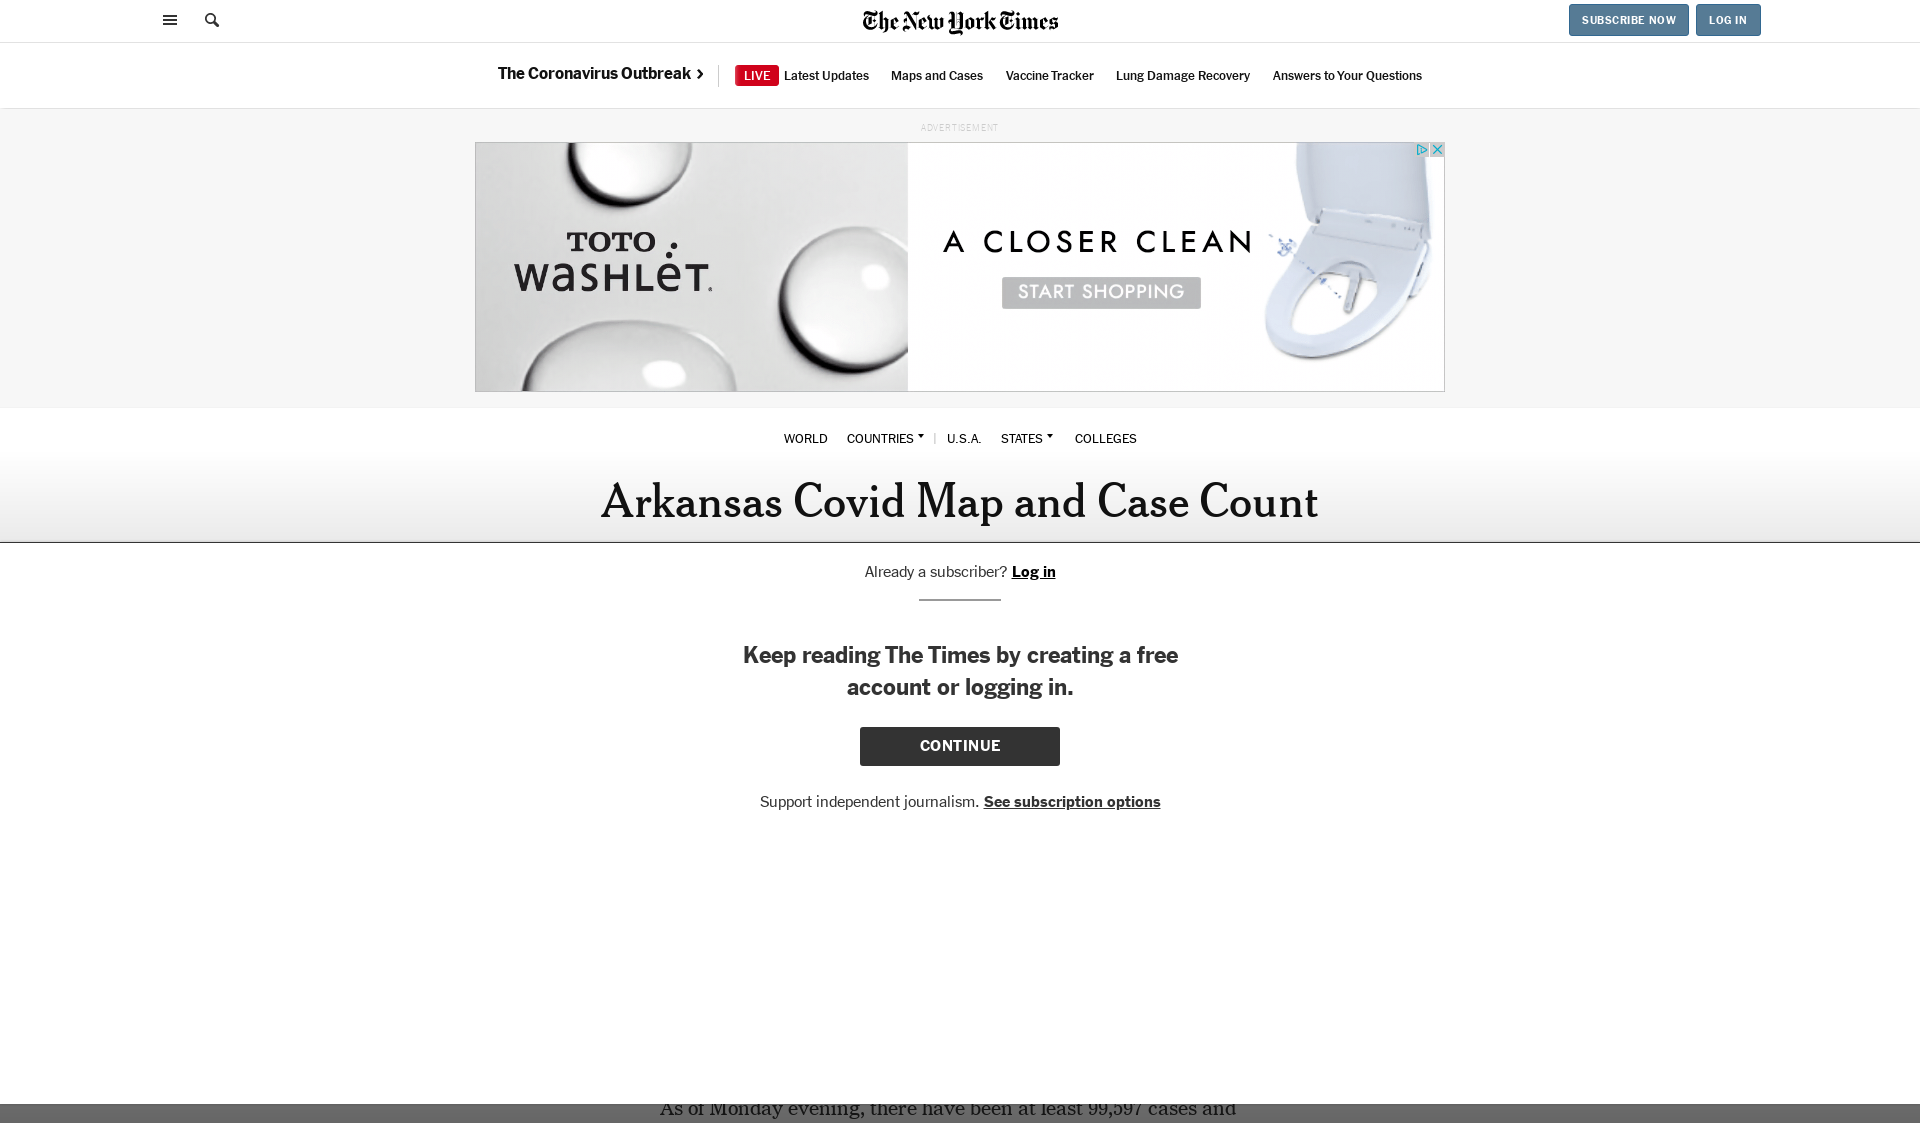 The New York Times
SUBSCRIBE NOW
LOG IN
The Coronavirus Outbreak
LIVE Latest Updates
Maps and Cases
Vaccine Tracker
Lung Damage Recovery
Answers to Your Questions
ADVERTISEMENT
TOTO
WASHLET®
A CLOSER CLEAN
START SHOPPING
WORLD
COUNTRIES
U.S.A.
STATES
COLLEGES
Arkansas Covid Map and Case Count
Already a subscriber? Log in
Keep reading The Times by creating a free
account or logging in.
CONTINUE
Support independent journalism. See subscription options
As of Monday evening, there have been at least 99,597 cases and